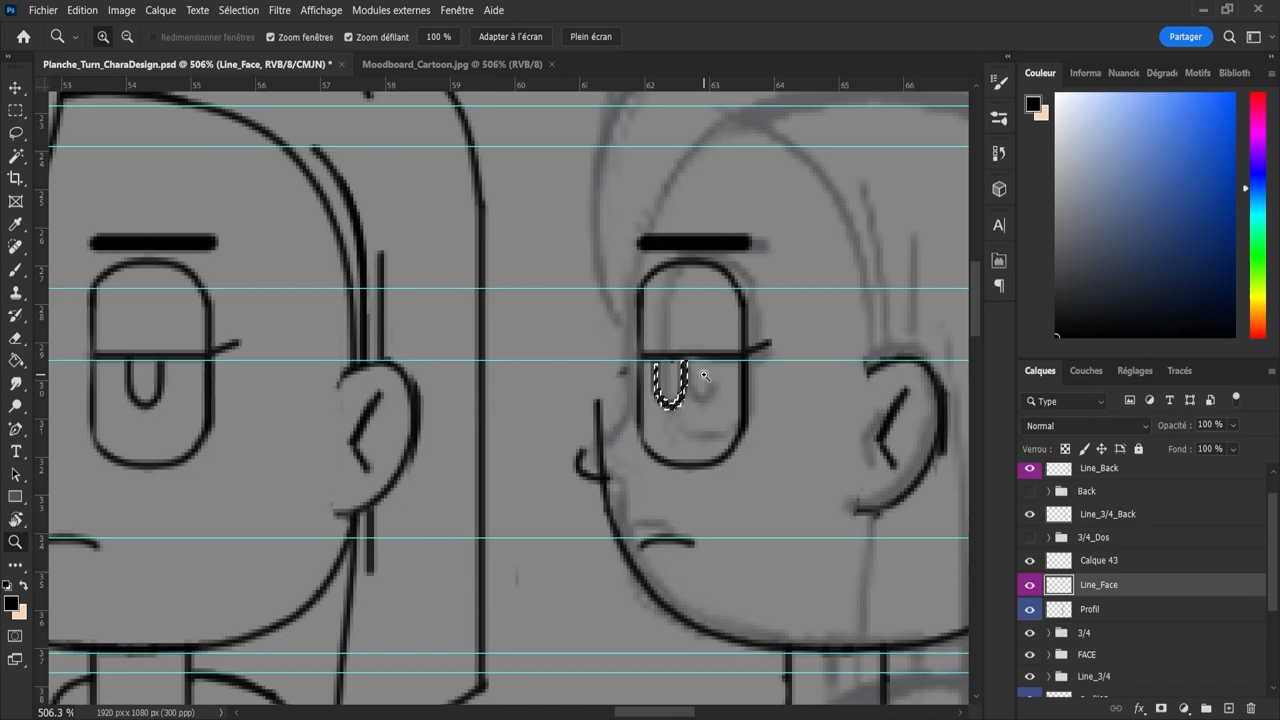 Ps Fichier Edition Image Calque Texte Sélection Filtre Affichage Modules externes Fenêtre Aide
Redimensionner fenêtres Zoom fenêtres Zoom défilant 100 % Adapter à l'écran Plein écran Partager
Planche_Turn_CharaDesign.psd @ 506% (Line_Face, RVB/8/CMJN) * Moodboard_Cartoon.jpg @ 506% (RVB/8)
53 54 55 56 57 58 59 60 61 62 63 64 65 66
Couleur Informa Nuancie Dégrad Motifs Biblioth
Calques Couches Réglages Tracés
Type
Normal Opacité : 100 %
Verrou : Fond : 100 %
Line_Back
Back
Line_3/4_Back
3/4_Dos
Calque 43
Line_Face
Profil
3/4
FACE
Line_3/4
506.3 % 1920 px x 1080 px (300 ppp)